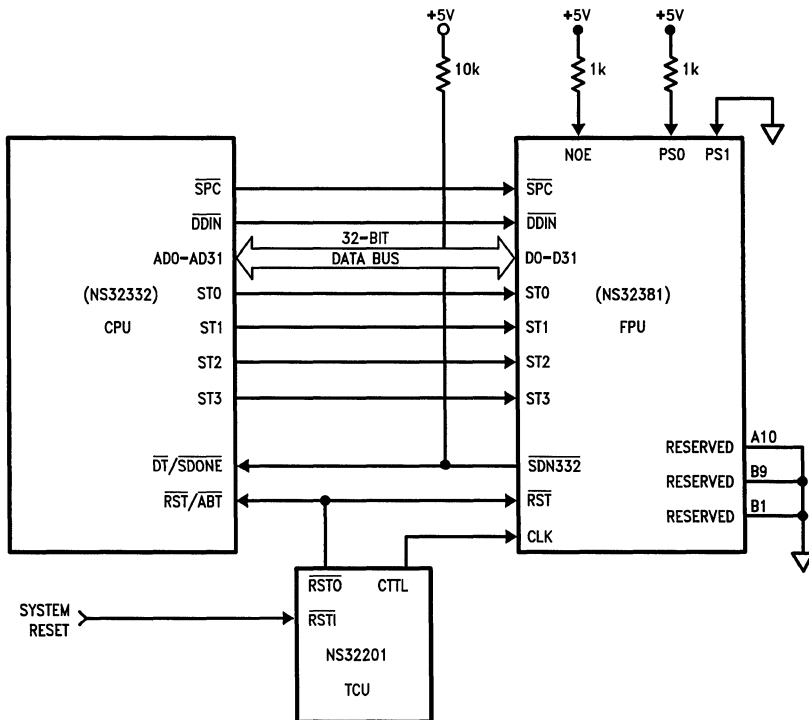 +5V
+5V
+5V
10k
1k
1k
NOE
PS0
PS1
SPC
SPC
DDIN
DDIN
AD0-AD31
32-BIT
DATA BUS
D0-D31
(NS32332)
CPU
ST0
ST0
(NS32381)
FPU
ST1
ST1
ST2
ST2
ST3
ST3
RESERVED
A10
DT/SDONE
SDN332
RESERVED
B9
RST/ABT
RST
RESERVED
B1
CLK
RSTO
CTTL
SYSTEM
RESET
RSTI
NS32201
TCU